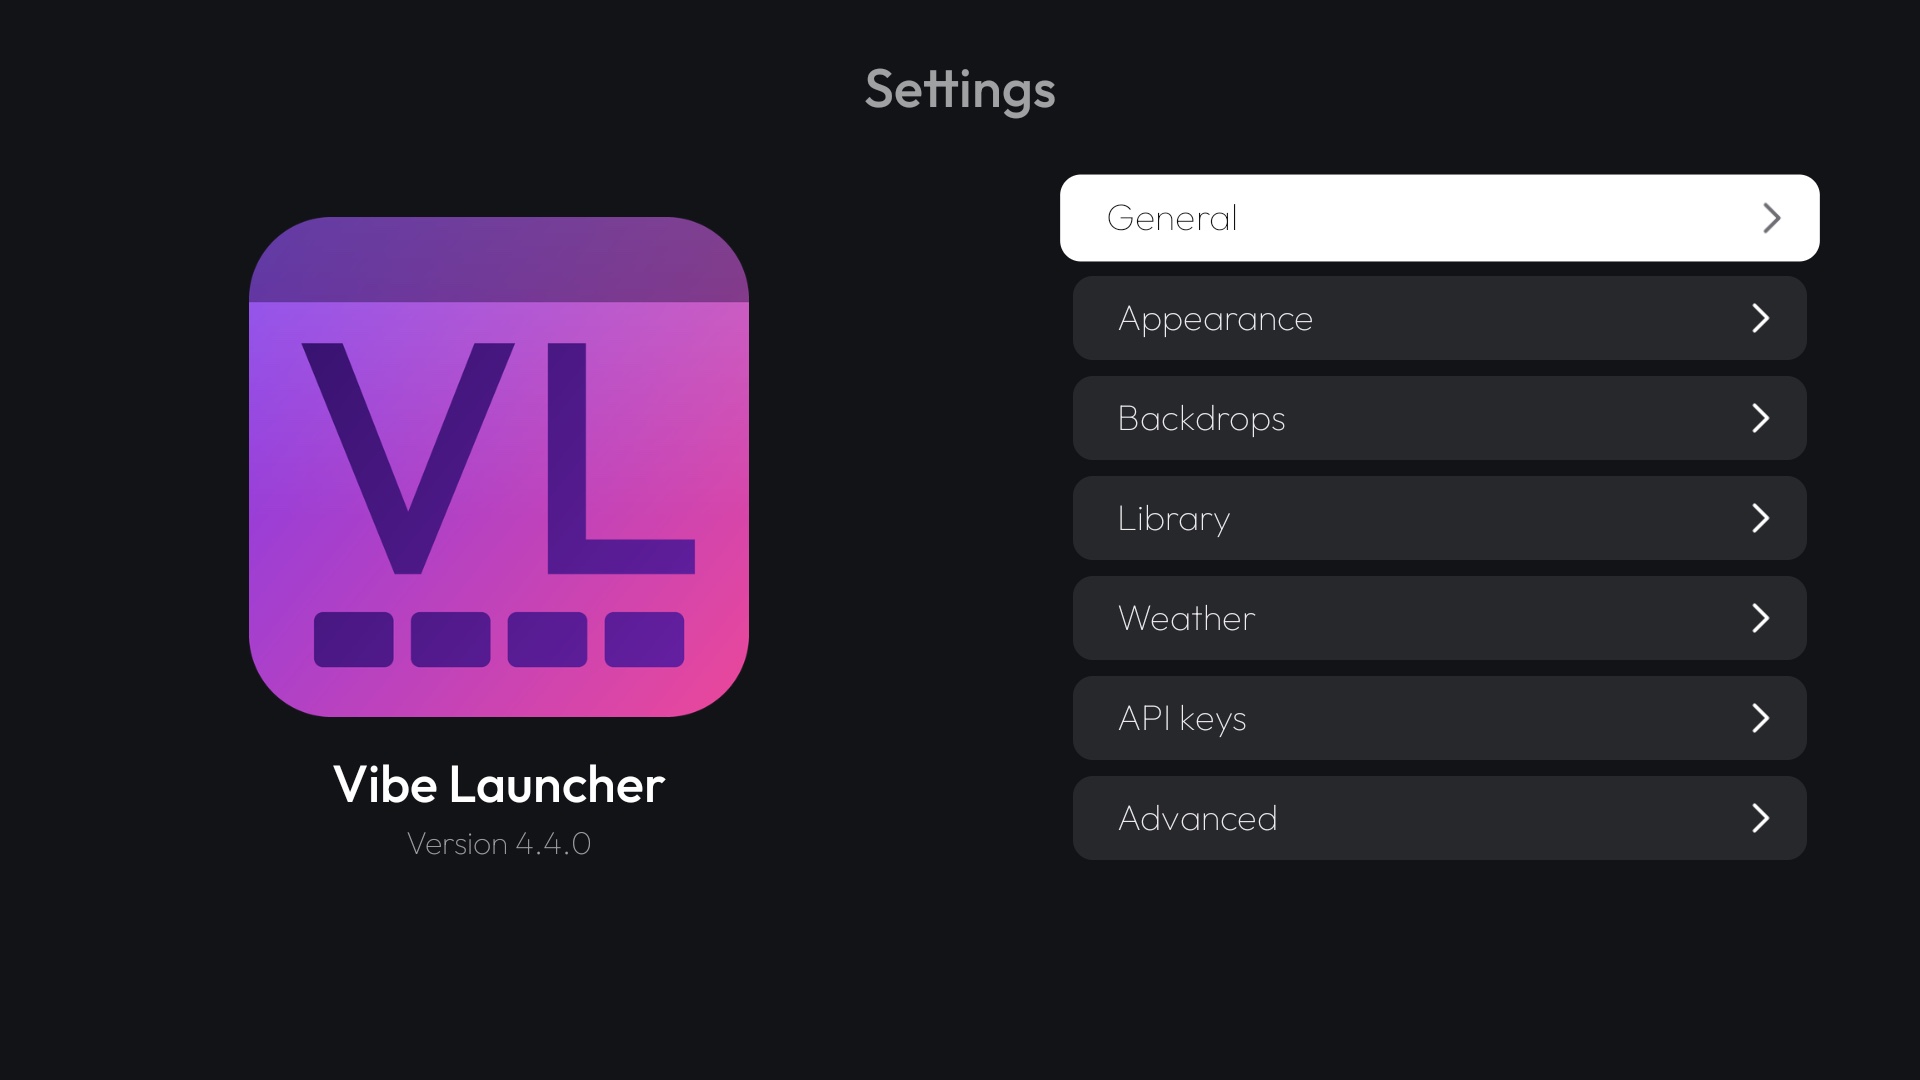 Settings
VL
Vibe Launcher
Version 4.4.0
General
Appearance
Backdrops
Library
Weather
API keys
Advanced